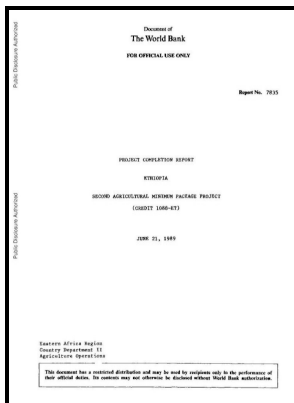 Document of
The World Bank
FOR OFFICIAL USE ONLY
Report No. 7835
PROJECT COMPLETION REPORT
ETHIOPIA
SECOND AGRICULTURAL MINIMUM PACKAGE PROJECT
(CREDIT 1088-ET)
JUNE 21, 1989
Eastern Africa Region
Country Department II
Agriculture Operations
This document has a restricted distribution and may be used by recipients only in the performance of
their official duties. Its contents may not otherwise be disclosed without World Bank authorization.
Public Disclosure Authorized
Public Disclosure Authorized